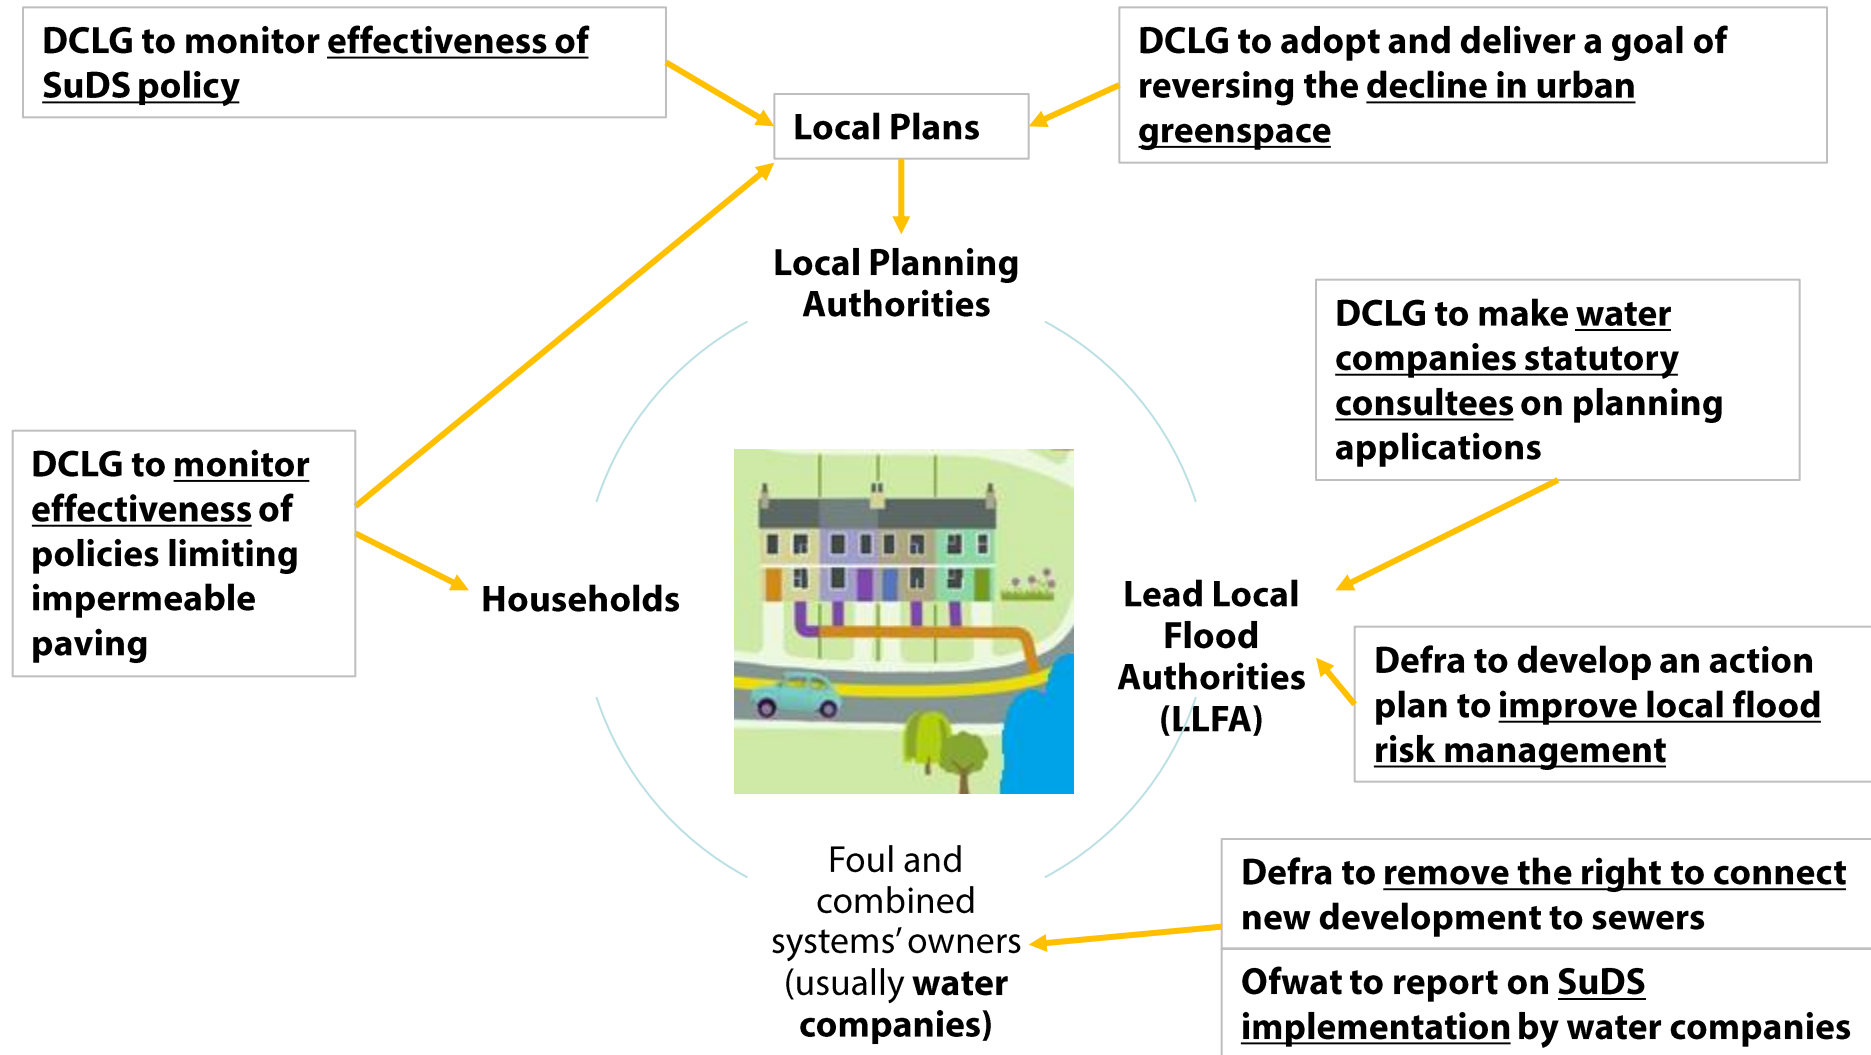 DCLG to monitor effectiveness of
SuDS policy
DCLG to adopt and deliver a goal of
reversing the decline in urban
greenspace
Local Plans
Local Planning
Authorities
DCLG to make water
companies statutory
consultees on planning
applications
DCLG to monitor
effectiveness of
policies limiting
impermeable
paving
Households
Lead Local
Flood
Authorities
(LLFA)
Defra to develop an action
plan to improve local flood
risk management
Foul and
combined
systems’ owners
(usually water
companies)
Defra to remove the right to connect
new development to sewers
Ofwat to report on SuDS
implementation by water companies